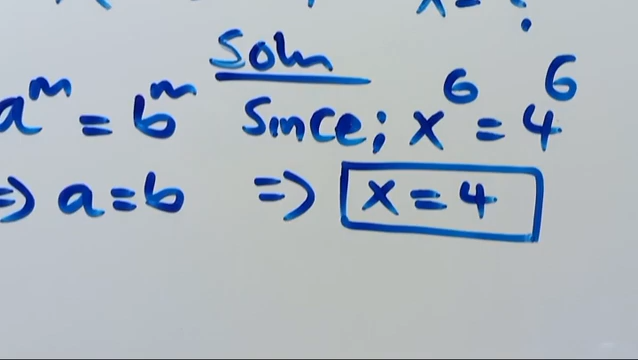 x = ?
Soln
a^m = b^m Since; x^6 = 4^6
=> a = b => x = 4